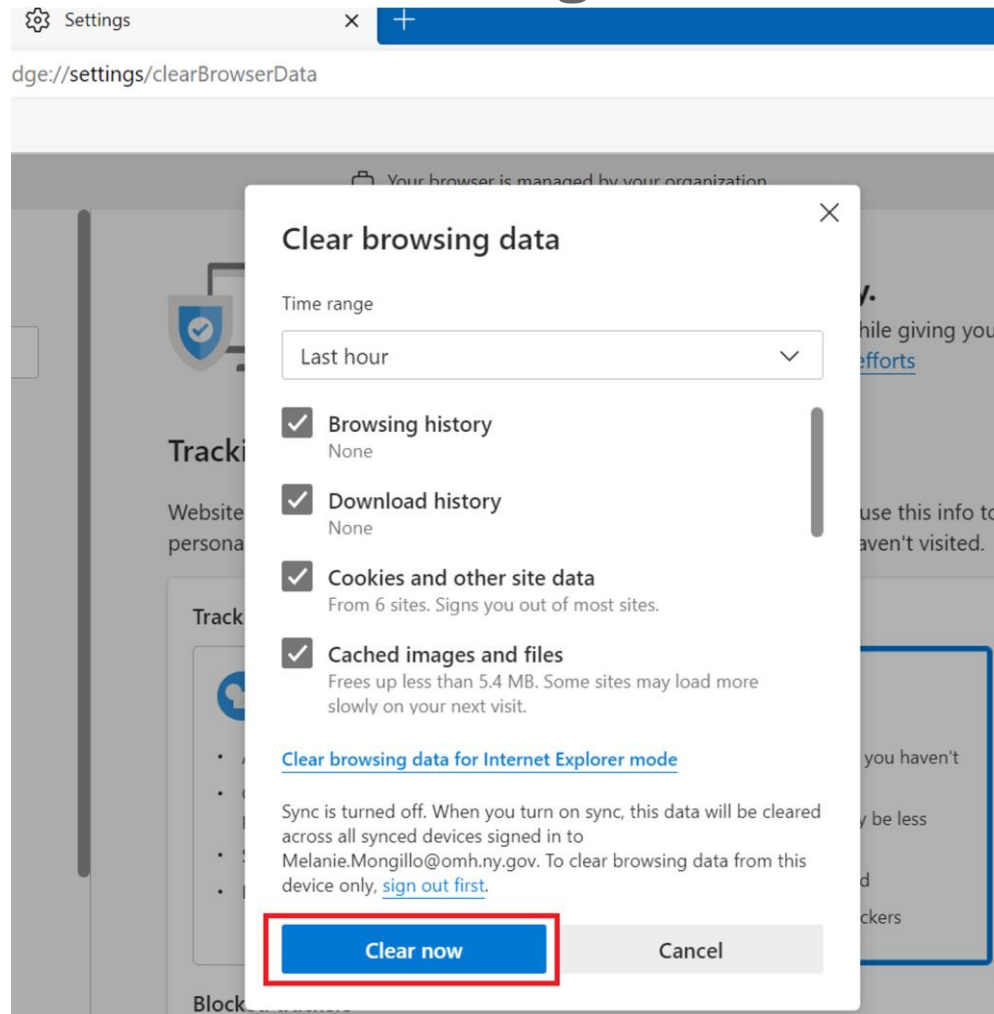 Settings
dge://settings/clearBrowserData
Your browser is managed by your organization
Clear browsing data
Time range
Last hour
y.
hile giving you
efforts
Browsing history
None
Tracki
Download history
None
Website
use this info to
persona
aven't visited.
Cookies and other site data
From 6 sites. Signs you out of most sites.
Track
Cached images and files
Frees up less than 5.4 MB. Some sites may load more
slowly on your next visit.
Clear browsing data for Internet Explorer mode
you haven't
Sync is turned off. When you turn on sync, this data will be cleared
across all synced devices signed in to
Melanie.Mongillo@omh.ny.gov. To clear browsing data from this
device only, sign out first.
y be less
d
ckers
Clear now
Cancel